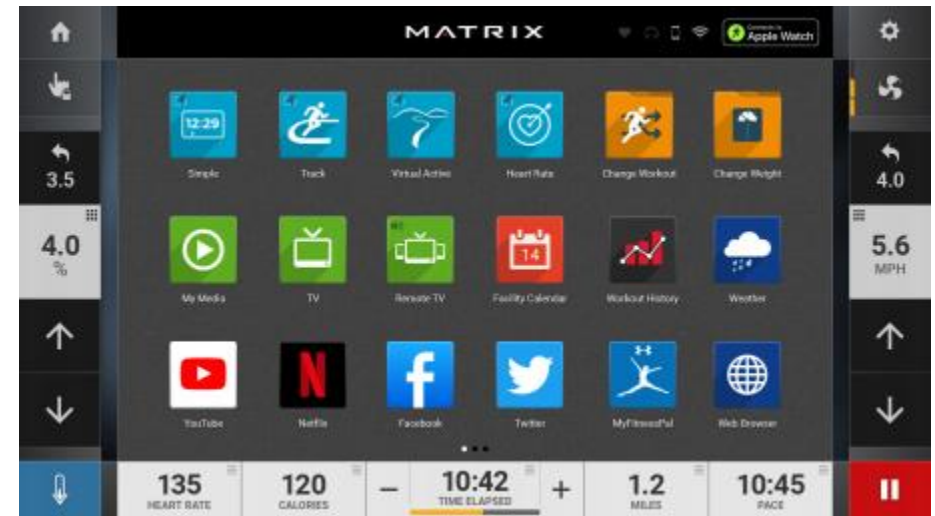 MATRIX
Connects to
Apple Watch
3.5
4.0
%
4.0
5.6
MPH
12:29
Simple
Track
Virtual Active
Heart Rate
Change Workout
Change Weight
14
My Media
TV
Remote TV
Facility Calendar
Workout History
Weather
N
f
YouTube
Netflix
Facebook
Twitter
MyFitnessPal
Web Browser
135
HEART RATE
120
CALORIES
− 10:42 +
TIME ELAPSED
1.2
MILES
10:45
PACE